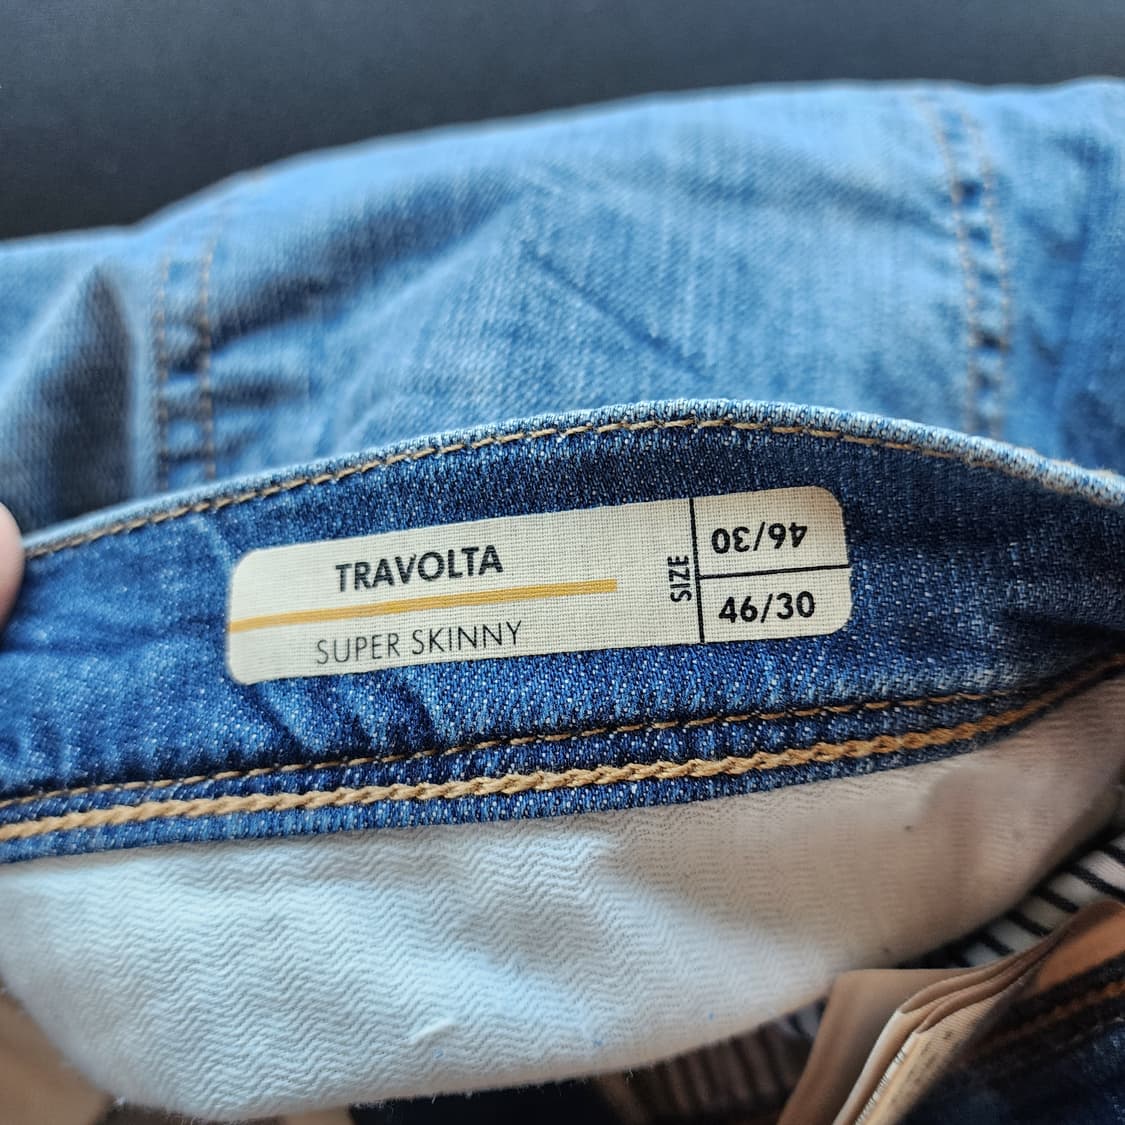 TRAVOLTA
SUPER SKINNY
SIZE
46/30
46/30